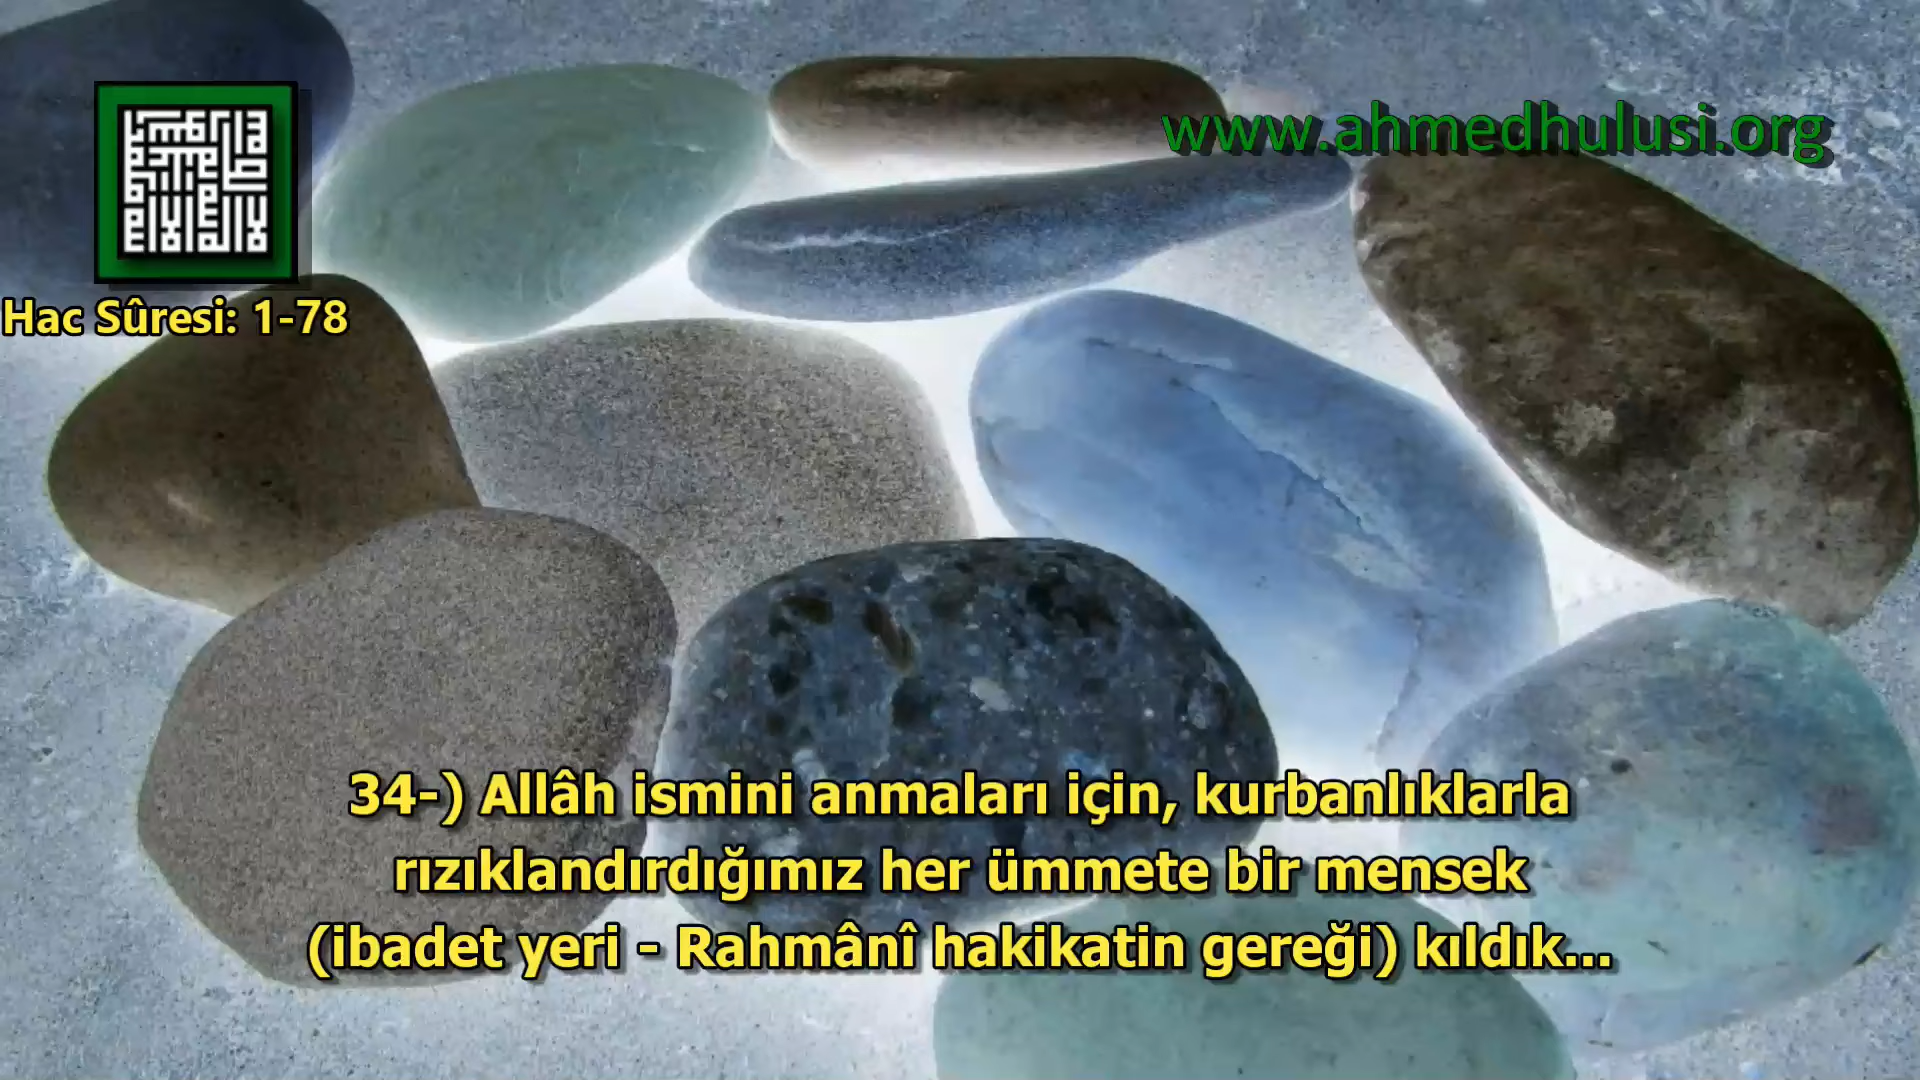 www.ahmedhulusi.org
Hac Sûresi: 1-78
34-) Allâh ismini anmaları için, kurbanlıklarla
rızıklandırdığımız her ümmete bir mensek
(ibadet yeri - Rahmânî hakikatin gereği) kıldık...